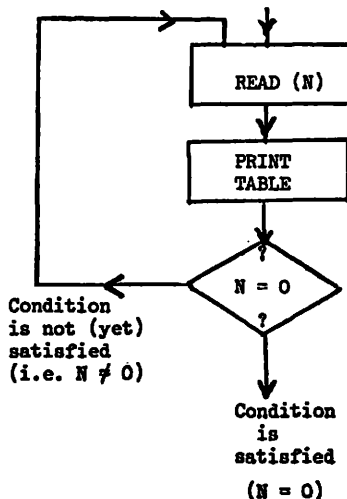 READ (N)
PRINT
TABLE
?
N = 0
?
Condition
is not (yet)
satisfied
(i.e. N ≠ 0)
Condition
is
satisfied
(N = 0)